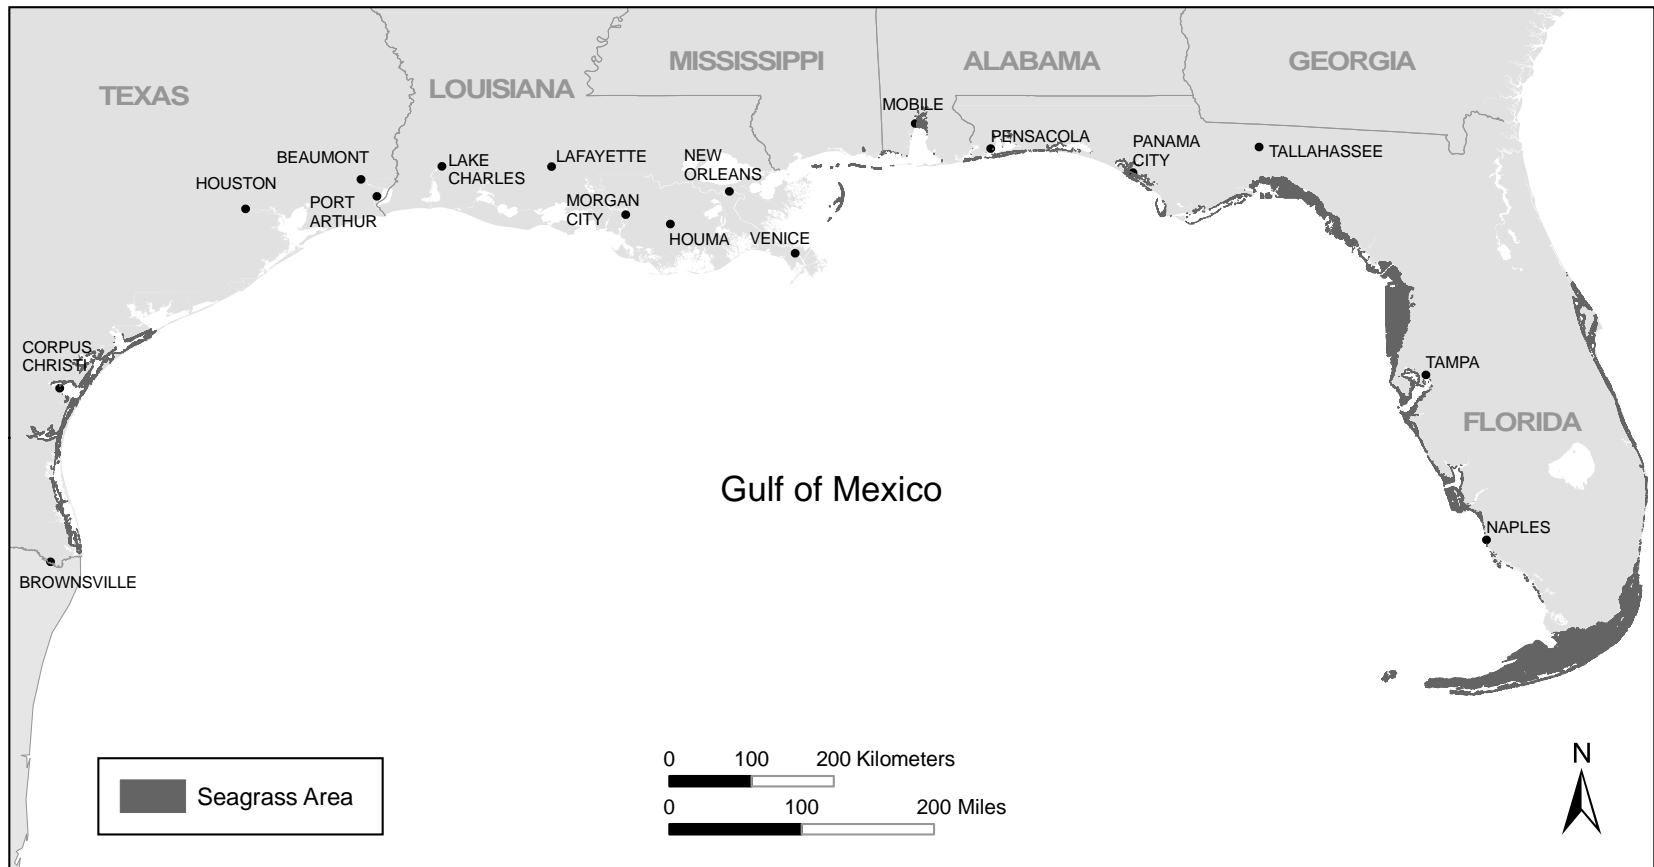 MISSISSIPPI
ALABAMA
GEORGIA
TEXAS
LOUISIANA
MOBILE
PENSACOLA
PANAMA
CITY
TALLAHASSEE
BEAUMONT
LAKE
CHARLES
LAFAYETTE
NEW
ORLEANS
HOUSTON
PORT
ARTHUR
MORGAN
CITY
HOUMA
VENICE
CORPUS
CHRISTI
TAMPA
FLORIDA
Gulf of Mexico
NAPLES
BROWNSVILLE
Seagrass Area
0 100 200 Kilometers
0 100 200 Miles
N